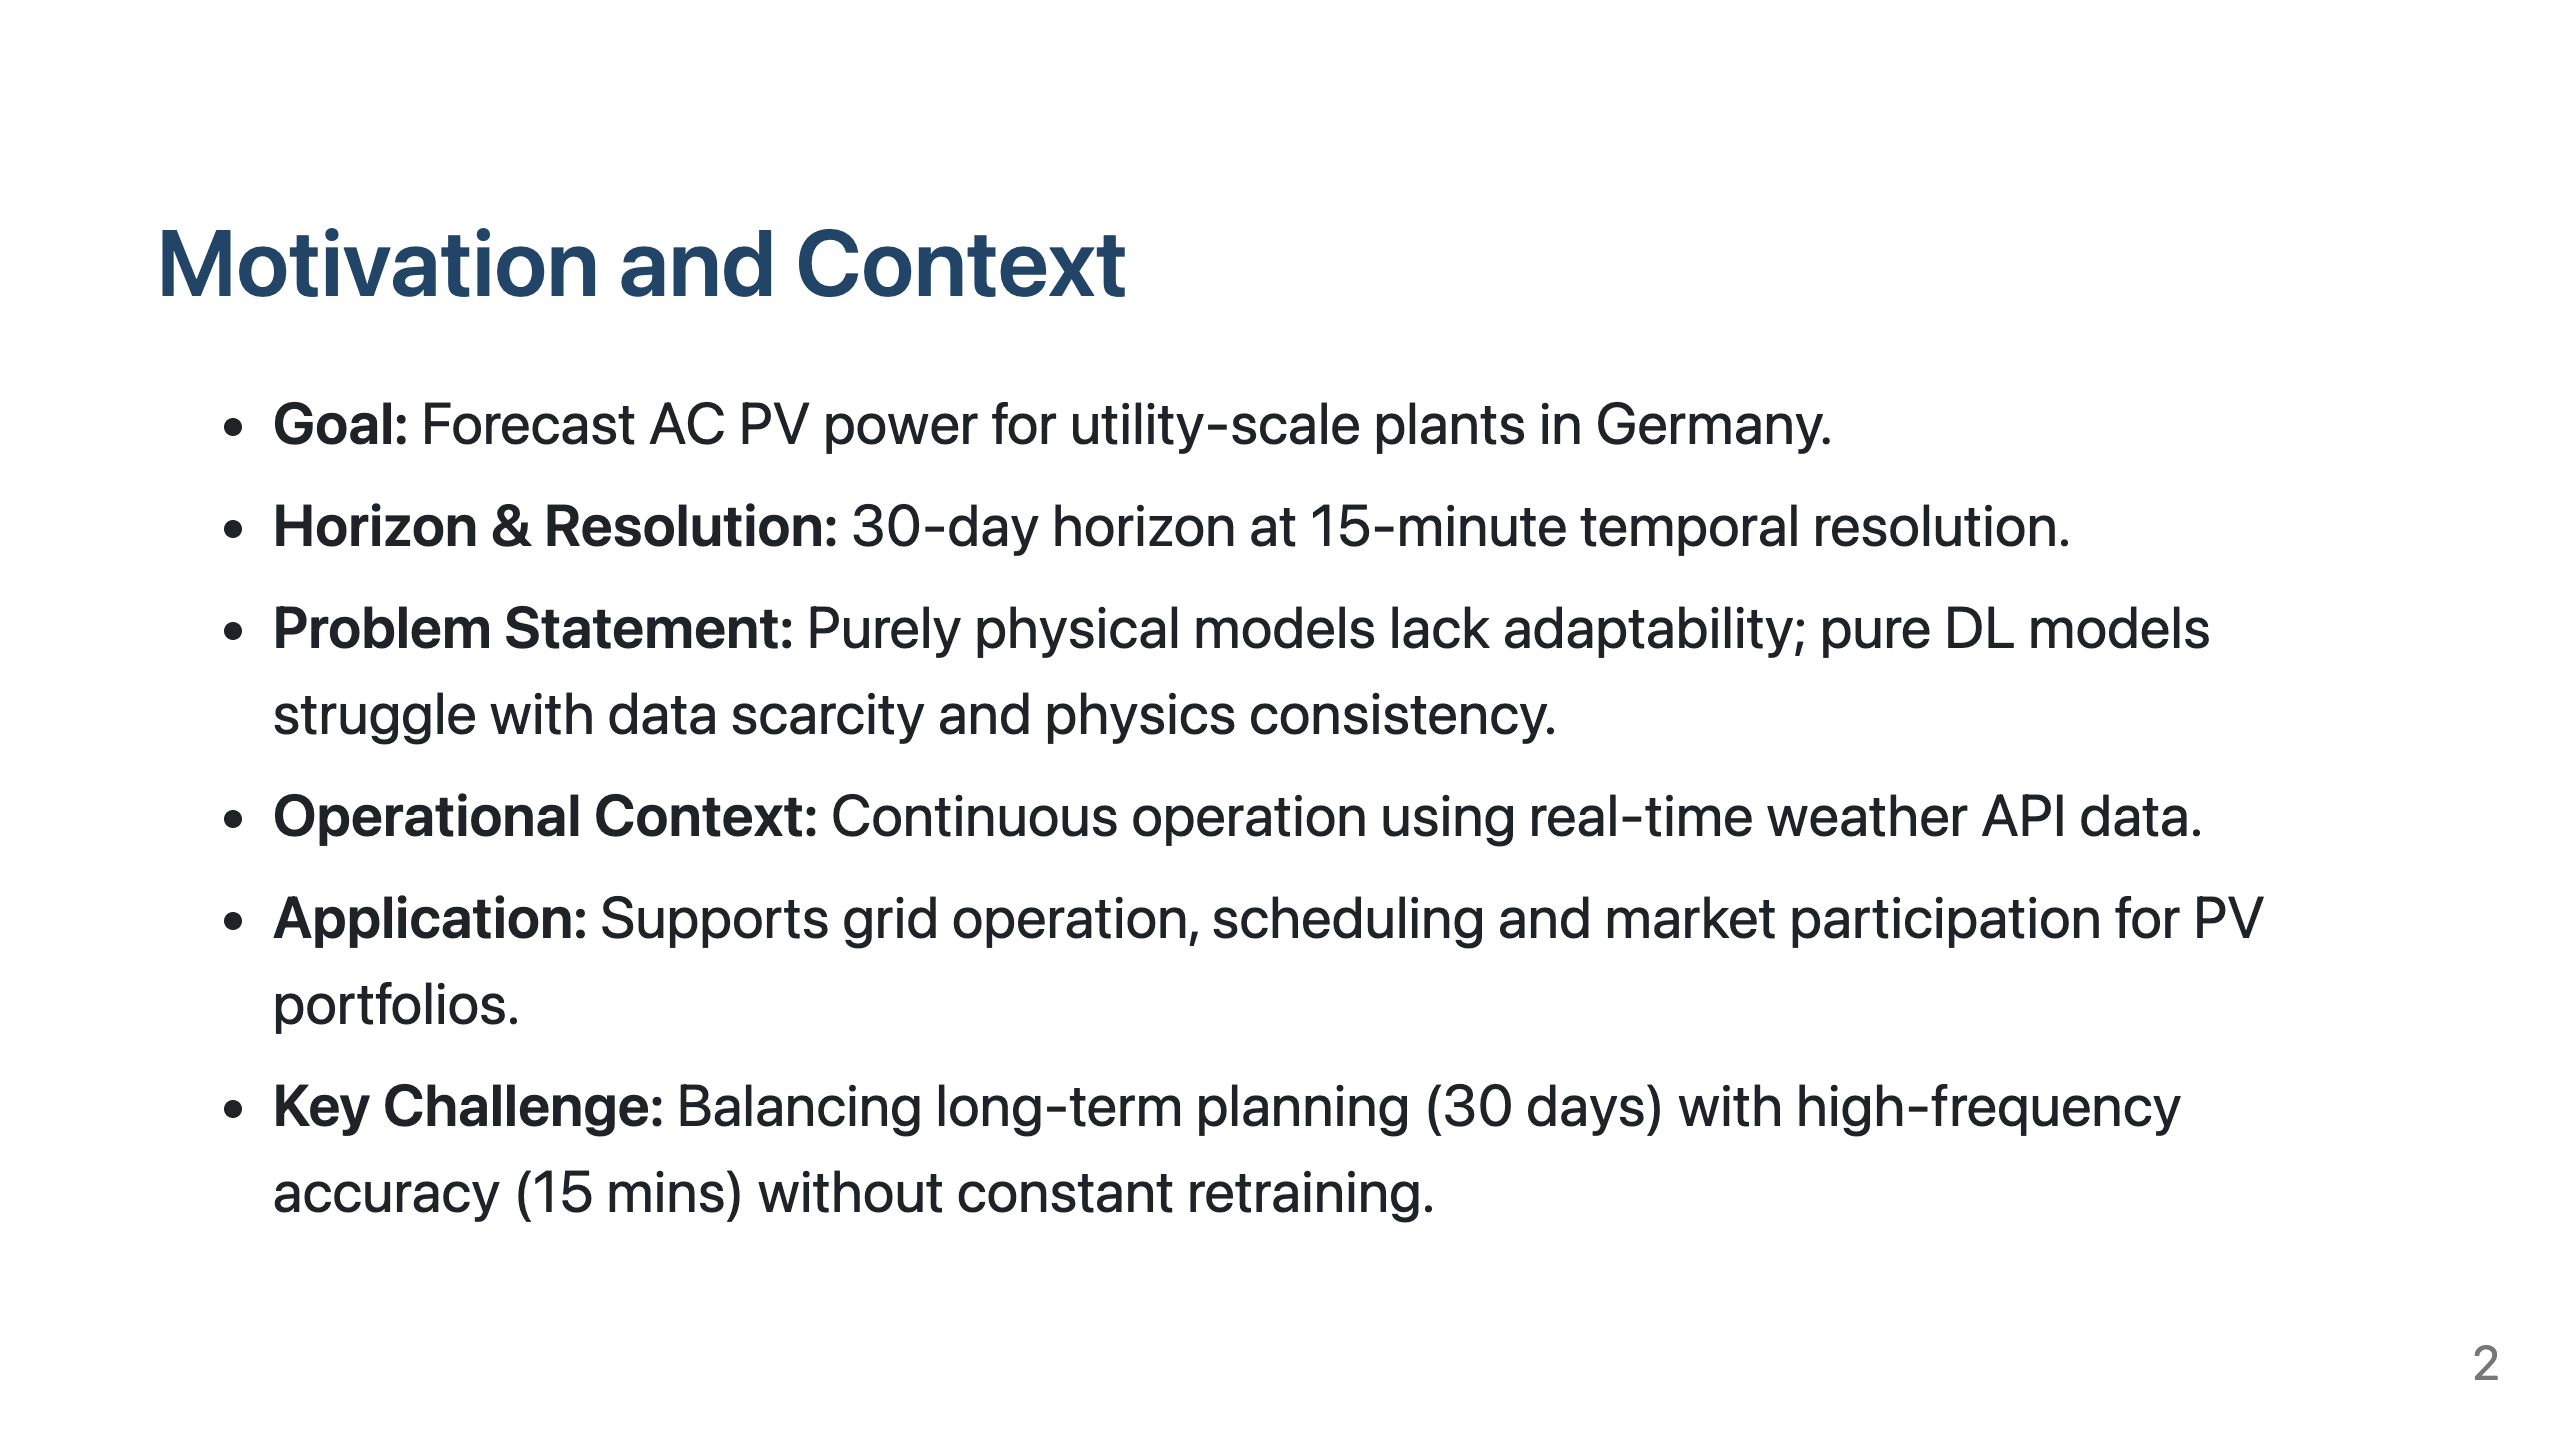 Motivation and Context
• Goal: Forecast AC PV power for utility-scale plants in Germany.
• Horizon & Resolution: 30-day horizon at 15-minute temporal resolution.
• Problem Statement: Purely physical models lack adaptability; pure DL models
struggle with data scarcity and physics consistency.
• Operational Context: Continuous operation using real-time weather API data.
• Application: Supports grid operation, scheduling and market participation for PV
portfolios.
• Key Challenge: Balancing long-term planning (30 days) with high-frequency
accuracy (15 mins) without constant retraining.
2